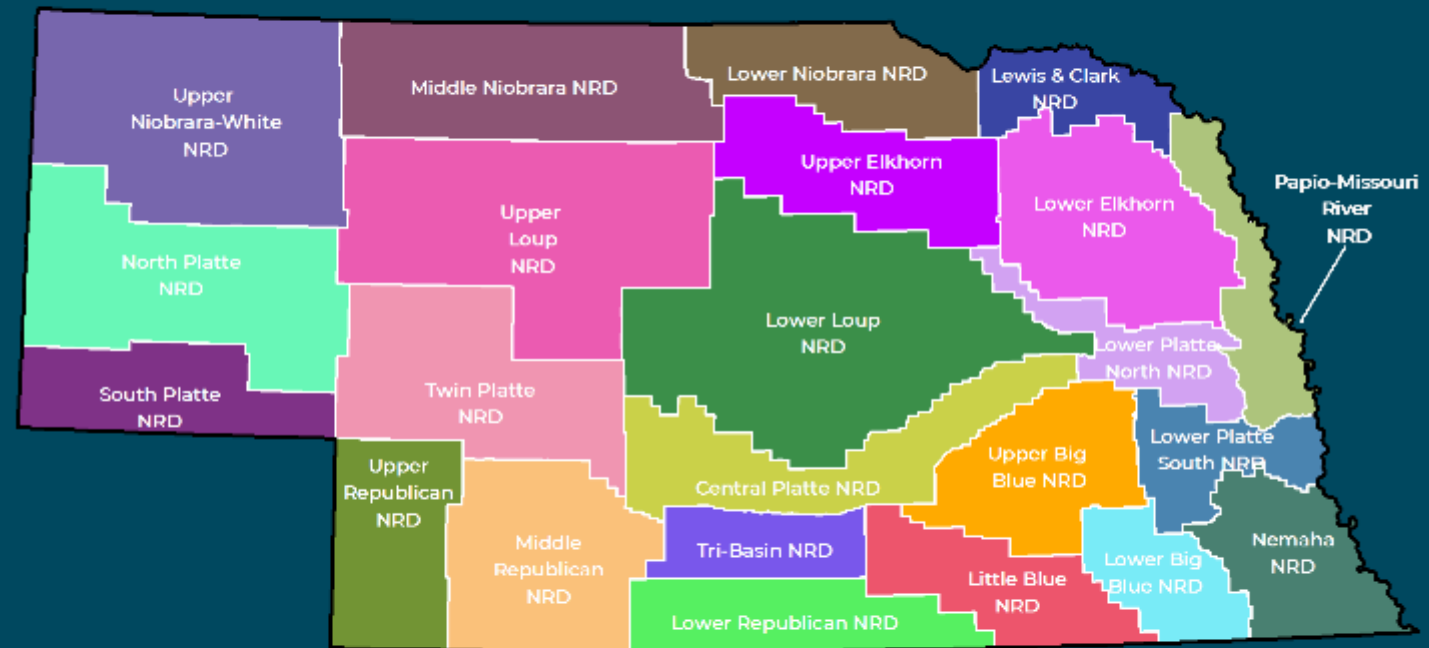 Upper
Niobrara-White
NRD
Middle Niobrara NRD
Lower Niobrara NRD
Lewis & Clark
NRD
Upper Elkhorn
NRD
Lower Elkhorn
NRD
Papio-Missouri
River
NRD
North Platte
NRD
Upper
Loup
NRD
Lower Loup
NRD
Lower Platte
North NRD
South Platte
NRD
Twin Platte
NRD
Central Platte NRD
Upper Big
Blue NRD
Lower Platte
South NRD
Upper
Republican
NRD
Middle
Republican
NRD
Tri-Basin NRD
Little Blue
NRD
Lower Big
Blue NRD
Nemaha
NRD
Lower Republican NRD